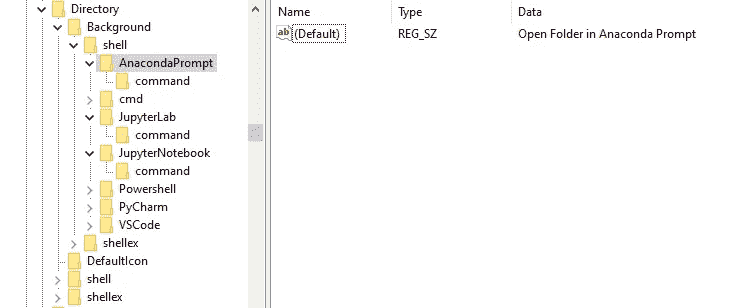 Directory
Background
shell
AnacondaPrompt
command
cmd
JupyterLab
command
JupyterNotebook
command
Powershell
PyCharm
VSCode
shellex
DefaultIcon
shell
shellex
Name Type Data
ab (Default) REG_SZ Open Folder in Anaconda Prompt